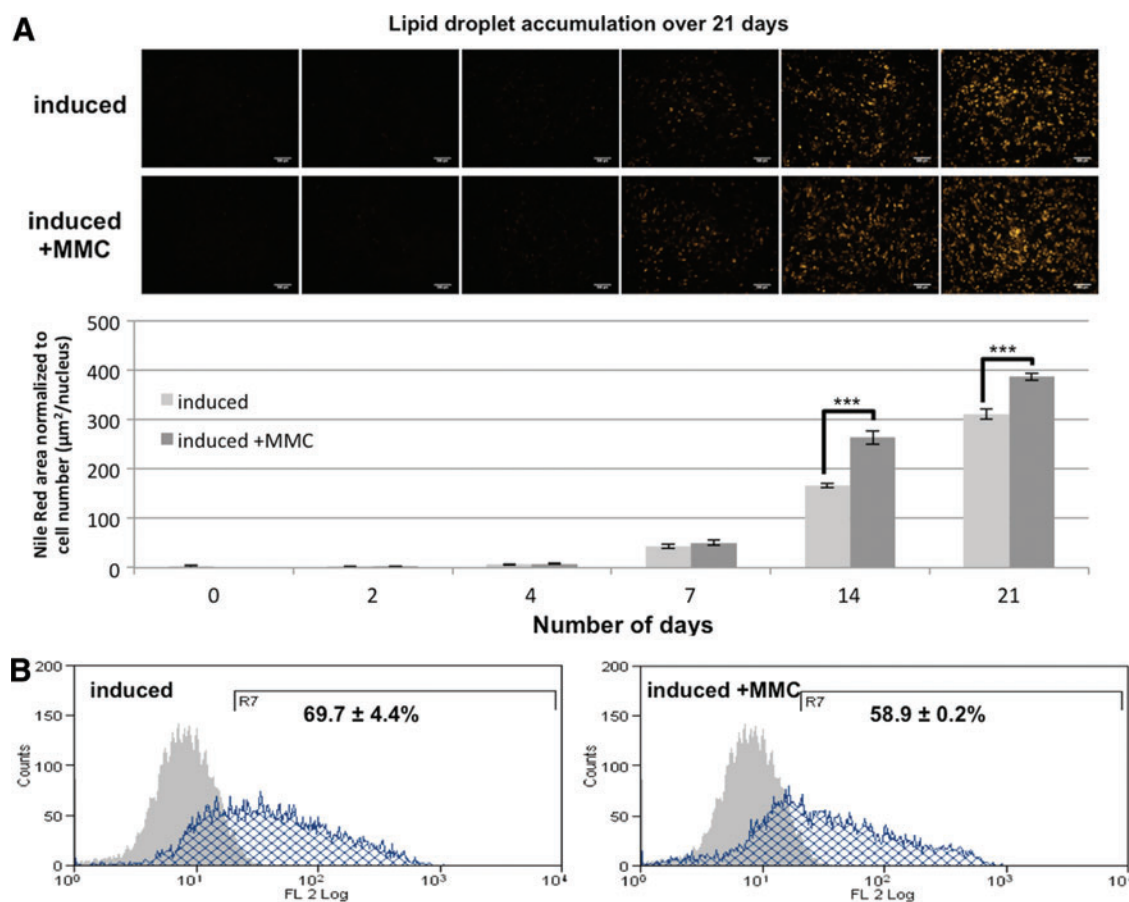 A
Lipid droplet accumulation over 21 days
induced
induced
+MMC
Nile Red area normalized to
cell number (µm²/nucleus)
500
400
300
200
100
0
induced
induced +MMC
***
***
0 2 4 7 14 21
Number of days
B
induced
R7
69.7 ± 4.4%
Counts
200
150
100
50
0
10⁰ 10¹ 10² 10³ 10⁴
FL 2 Log
induced +MMC
R7
58.9 ± 0.2%
Counts
200
150
100
50
0
10⁰ 10¹ 10² 10³ 10⁴
FL 2 Log